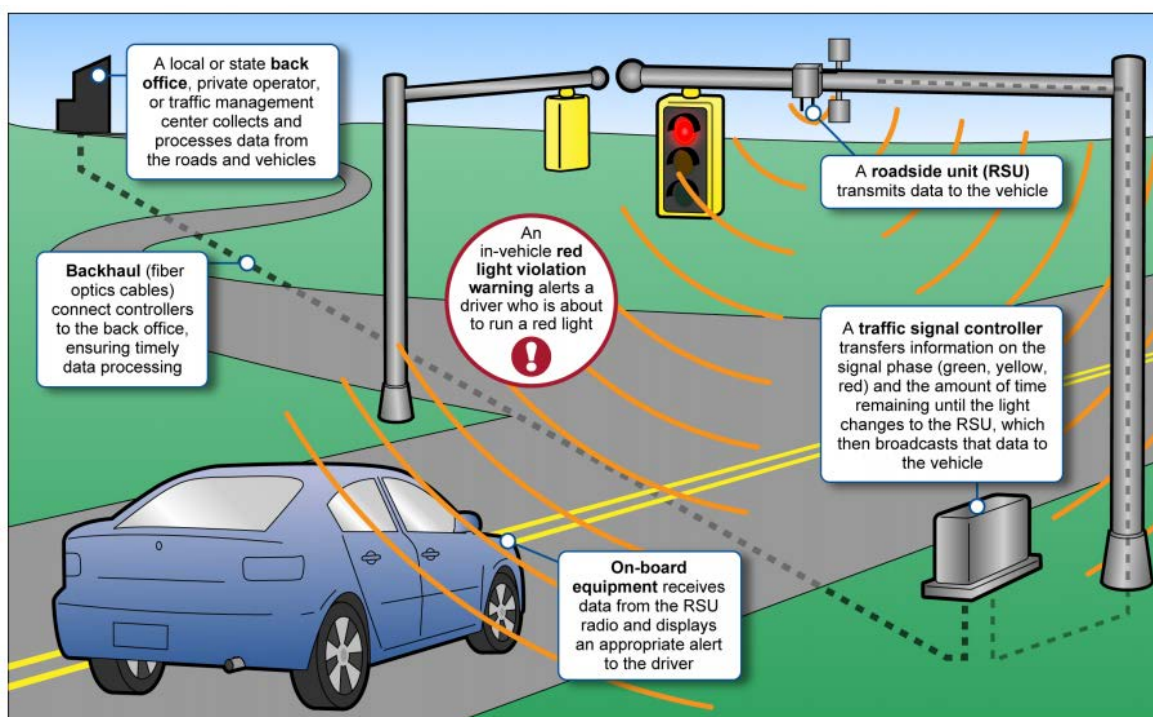 A local or state back
office, private operator,
or traffic management
center collects and
processes data from
the roads and vehicles
A roadside unit (RSU)
transmits data to the vehicle
An
in-vehicle red
light violation
warning alerts a
driver who is about
to run a red light
!
Backhaul (fiber
optics cables)
connect controllers
to the back office,
ensuring timely
data processing
A traffic signal controller
transfers information on the
signal phase (green, yellow,
red) and the amount of time
remaining until the light
changes to the RSU, which
then broadcasts that data to
the vehicle
On-board
equipment receives
data from the RSU
radio and displays
an appropriate alert
to the driver